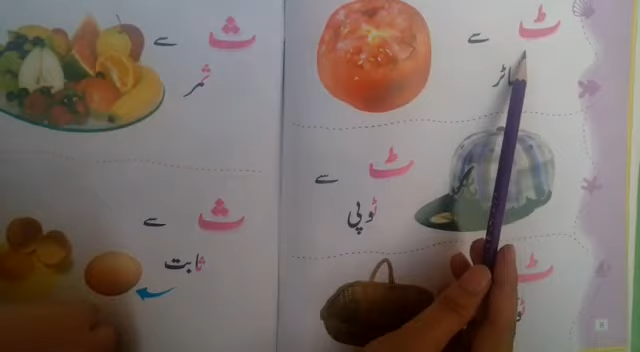 ٹ سے
ٹ سے
ٹوپی
ٹ
ث سے
ثمر
ث سے
ثابت